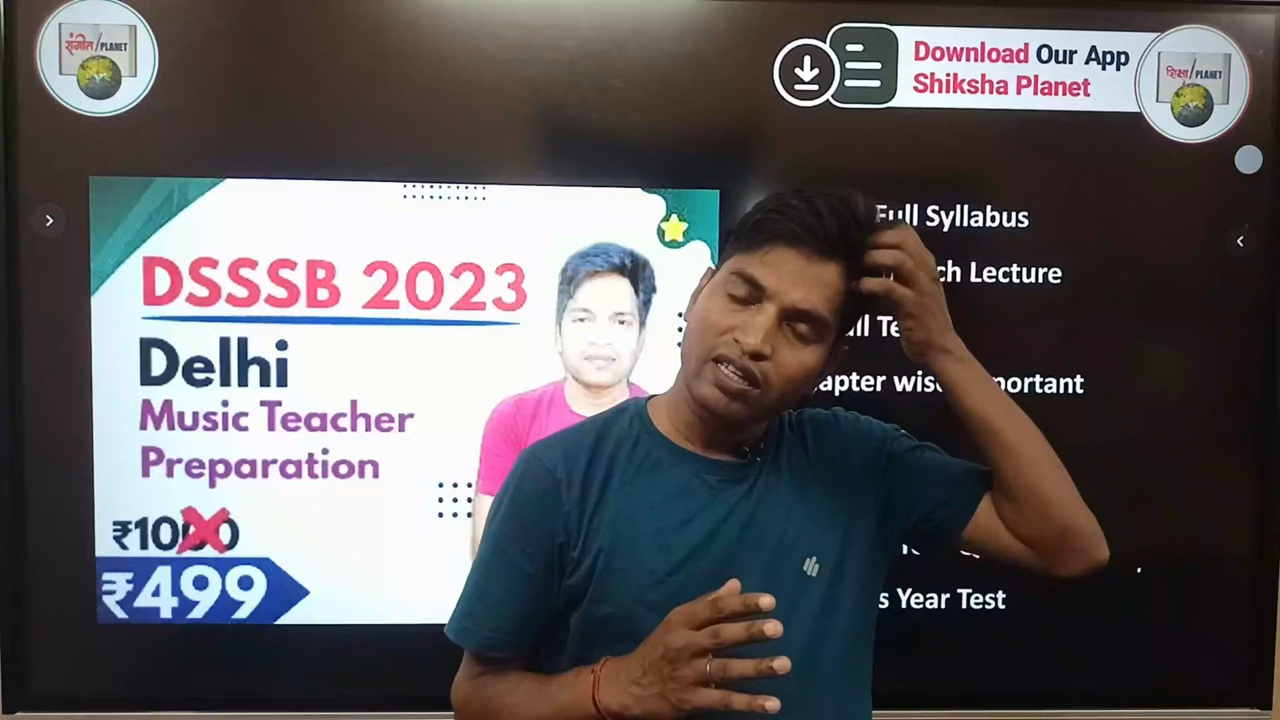 संगीत/PLANET
Download Our App
Shiksha Planet
शिक्षा/PLANET
DSSSB 2023
Delhi
Music Teacher
Preparation
₹1000
₹499
Full Syllabus
Lecture
s Year Test